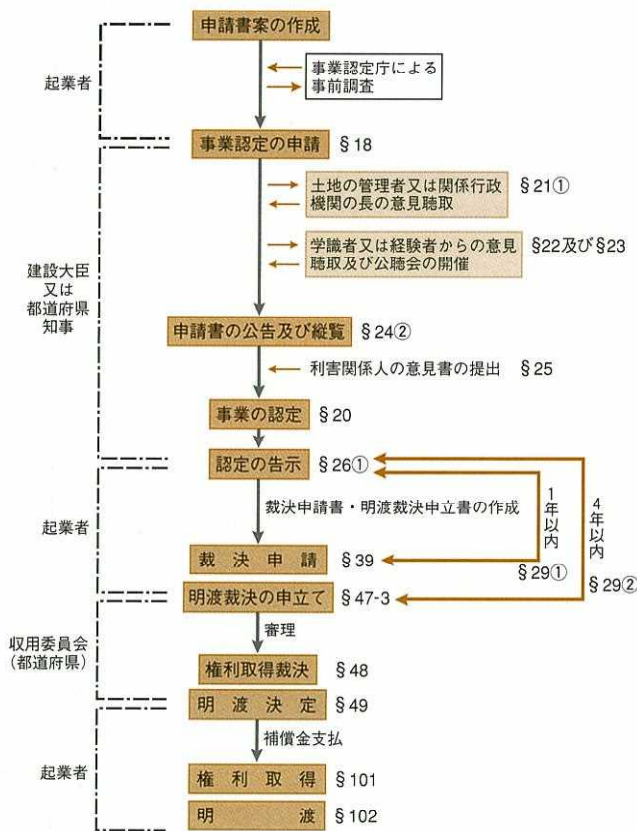 申請書案の作成
起業者
事業認定庁による
事前調査
事業認定の申請 §18
土地の管理者又は関係行政 §21①
機関の長の意見聴取
学識者又は経験者からの意見 §22及び§23
聴取及び公聴会の開催
建設大臣
又は
都道府県
知事
申請書の公告及び縦覧 §24②
利害関係人の意見書の提出 §25
事業の認定 §20
認定の告示 §26①
裁決申請書・明渡裁決申立書の作成
1年以内
4年以内
起業者
裁決申請 §39
§29①
§29②
明渡裁決の申立て §47-3
審理
収用委員会
(都道府県)
権利取得裁決 §48
明渡決定 §49
補償金支払
起業者
権利取得 §101
明渡 §102